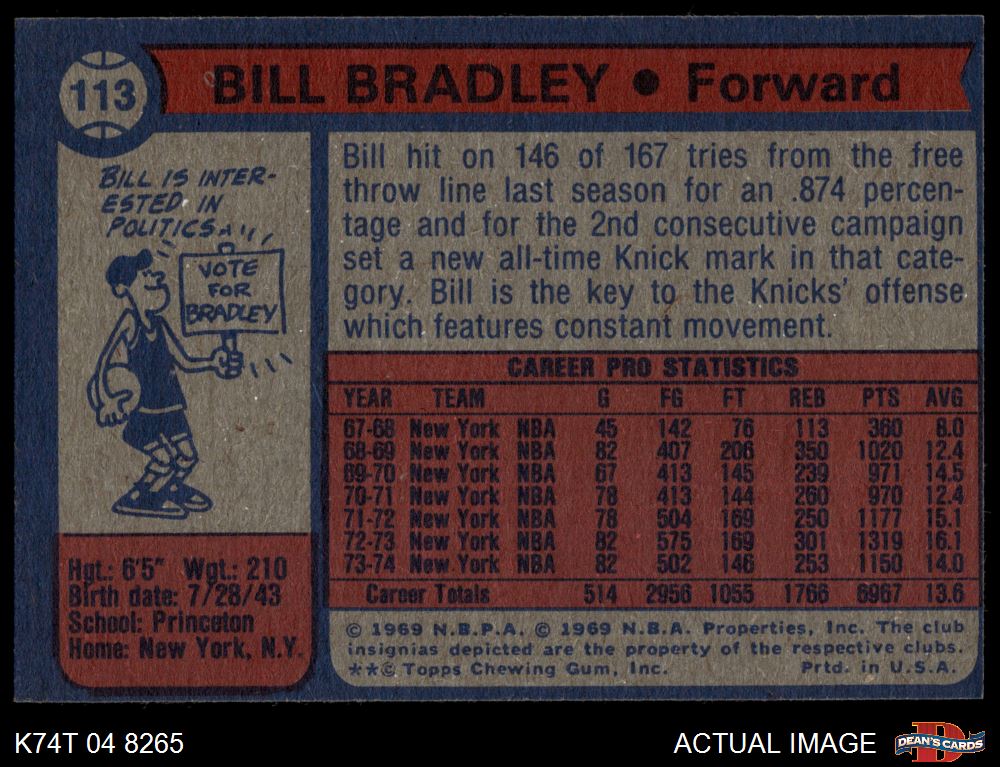 113
BILL BRADLEY ● Forward
BILL IS INTER-
ESTED IN
POLITICS...
VOTE
FOR
BRADLEY
Bill hit on 146 of 167 tries from the free
throw line last season for an .874 percen-
tage and for the 2nd consecutive campaign
set a new all-time Knick mark in that cate-
gory. Bill is the key to the Knicks' offense
which features constant movement.
CAREER PRO STATISTICS
YEAR TEAM G FG FT REB PTS AVG
67-68 New York NBA 45 142 76 113 360 8.0
68-69 New York NBA 82 407 206 350 1020 12.4
69-70 New York NBA 67 413 145 239 971 14.5
70-71 New York NBA 78 413 144 260 970 12.4
71-72 New York NBA 78 504 169 250 1177 15.1
72-73 New York NBA 82 575 169 301 1319 16.1
73-74 New York NBA 82 502 146 253 1150 14.0
Career Totals 514 2956 1055 1766 6967 13.6
Hgt.: 6'5" Wgt.: 210
Birth date: 7/28/43
School: Princeton
Home: New York, N.Y.
© 1969 N.B.P.A. © 1969 N.B.A. Properties, Inc. The club
insignias depicted are the property of the respective clubs.
**© Topps Chewing Gum, Inc. Prtd. in U.S.A.
K74T 04 8265
ACTUAL IMAGE
D
DEAN'S CARDS